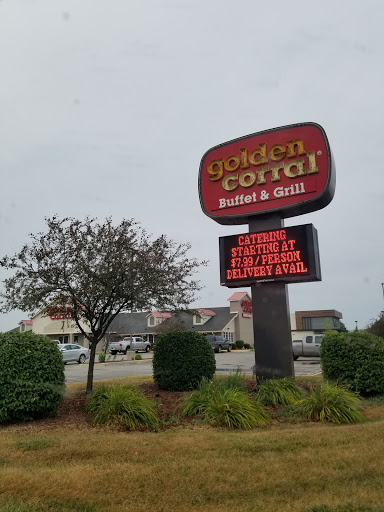 golden
corral®
Buffet & Grill
CATERING
STARTING AT
$7.99/PERSON
DELIVERY AVAIL